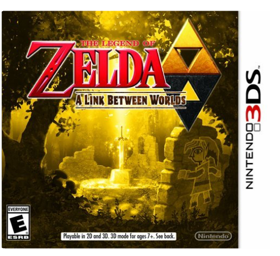 THE LEGEND OF
ZELDA
A LINK BETWEEN WORLDS
NINTENDO 3DS
EVERYONE
E
ESRB
Playable in 2D and 3D. 3D mode for ages 7+. See back.